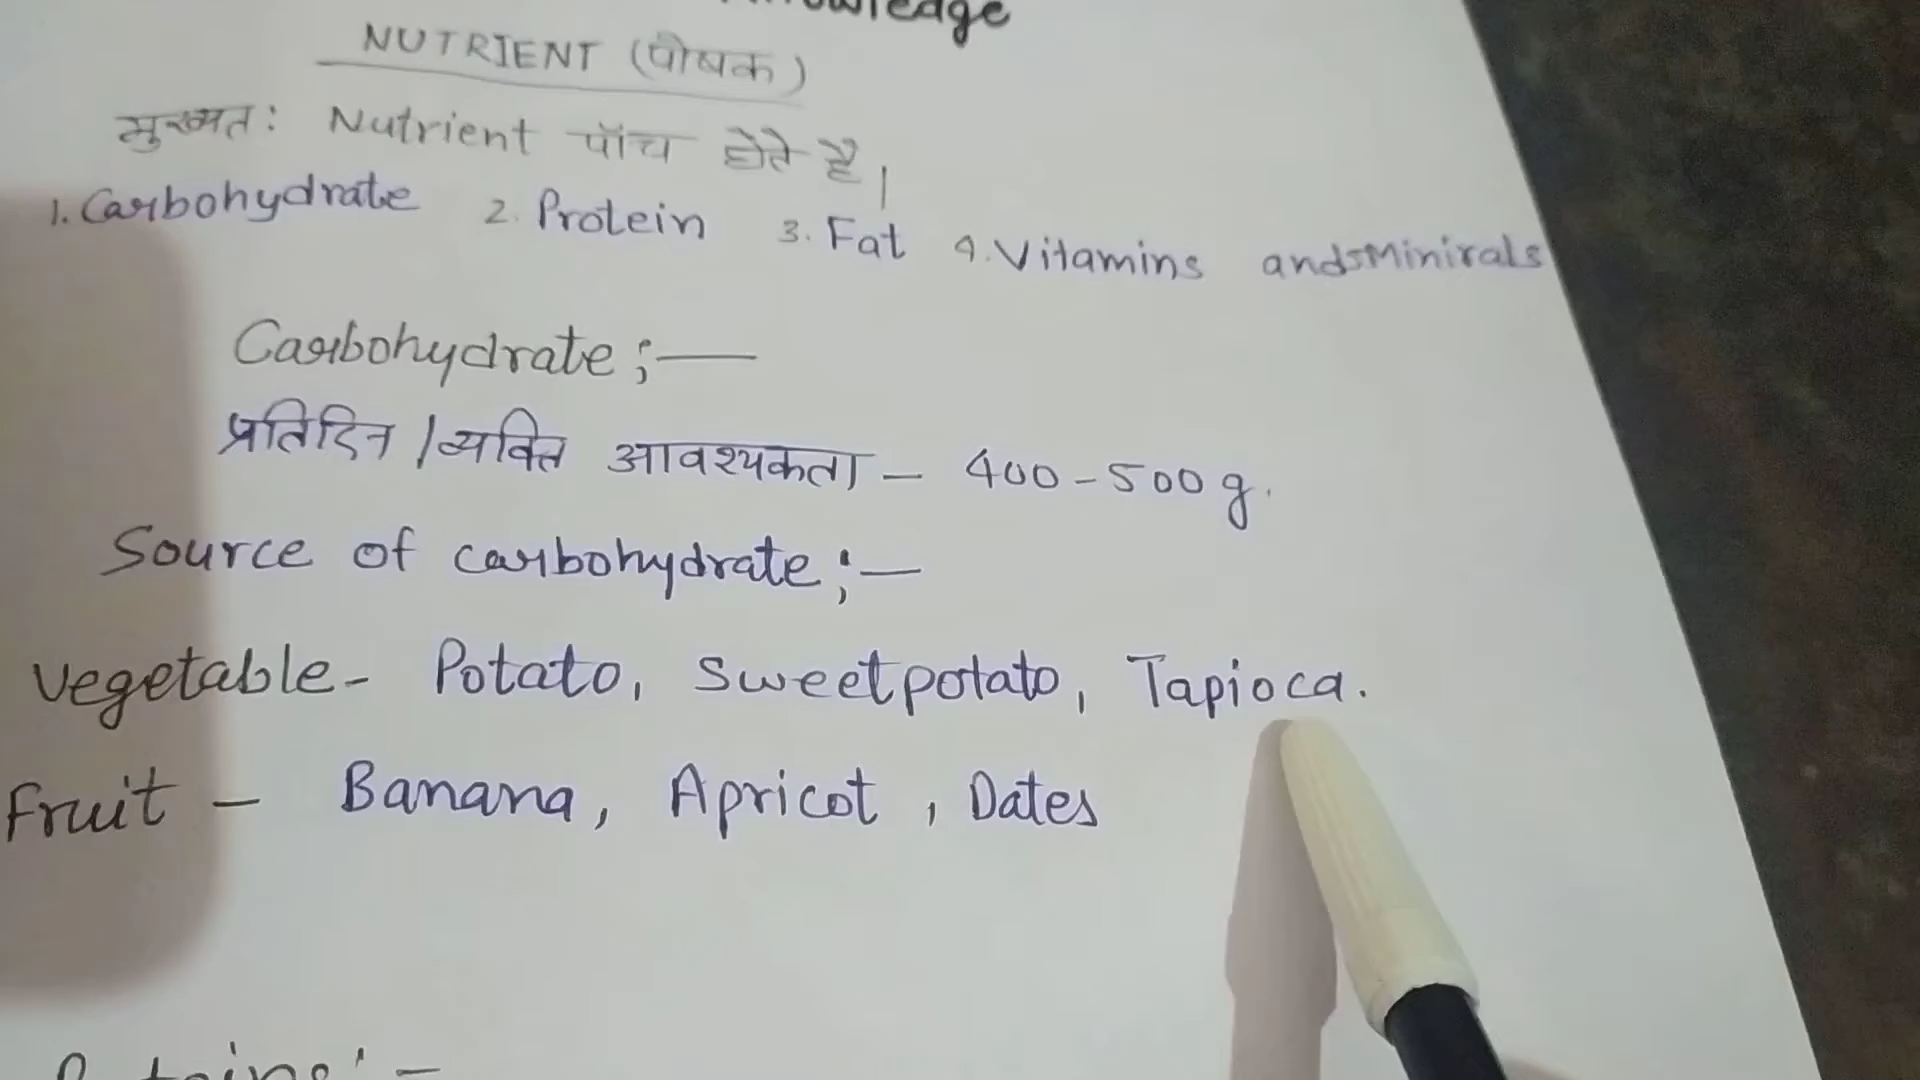 NUTRIENT (पोषक)
मुख्यत: Nutrient पॉच होते है|
1. Carbohydrate 2. Protein 3. Fat 4. Vitamins and 5 Minirals
Carbohydrate ;—
प्रतिदिन / व्यक्ति आवश्यकता – 400-500 g.
Source of carbohydrate ;—
Vegetable- Potato, Sweetpotato, Tapioca.
Fruit – Banana, Apricot, Dates